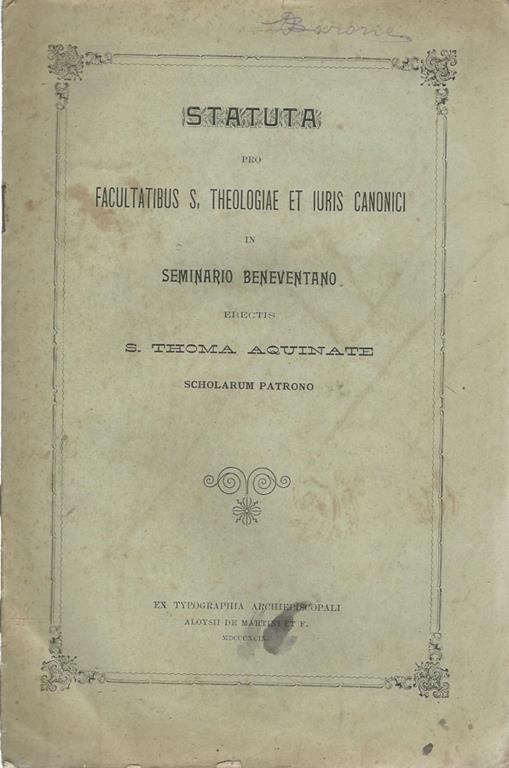 Barone
STATUTA
PRO
FACULTATIBUS S. THEOLOGIAE ET IURIS CANONICI
IN
SEMINARIO BENEVENTANO
ERECTIS
S. THOMA AQUINATE
SCHOLARUM PATRONO
EX TYPOGRAPHIA ARCHIEPISCOPALI
ALOYSII DE MARTINI ET F.
MDCCCXCIX.